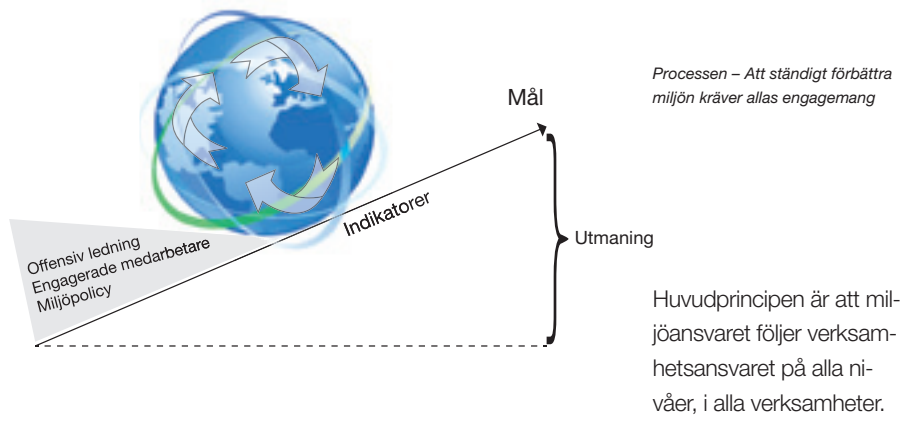 Processen – Att ständigt förbättra
miljön kräver allas engagemang
Mål
Indikatorer
Utmaning
Offensiv ledning
Engagerade medarbetare
Miljöpolicy
Huvudprincipen är att mil-
jöansvaret följer verksam-
hetsansvaret på alla ni-
våer, i alla verksamheter.